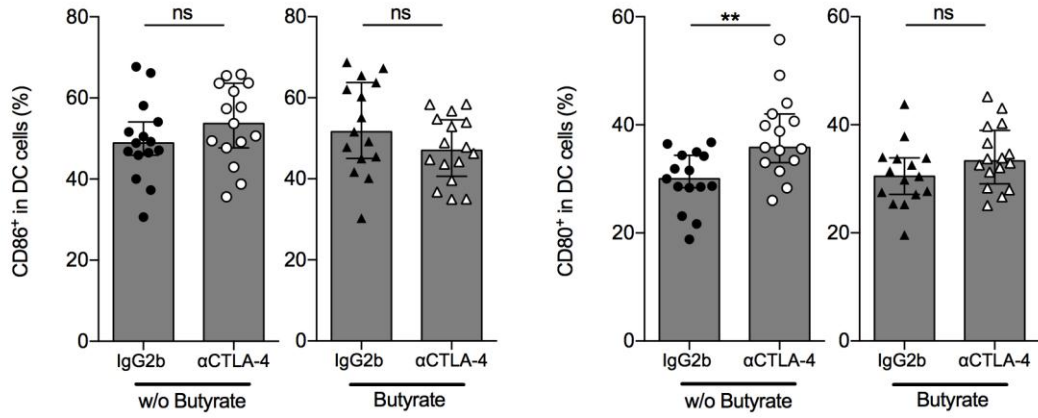 CD86⁺ in DC cells (%)
80
60
40
20
0
ns
IgG2b αCTLA-4
w/o Butyrate
80
60
40
20
0
ns
IgG2b αCTLA-4
Butyrate
CD80⁺ in DC cells (%)
60
40
20
0
**
IgG2b αCTLA-4
w/o Butyrate
60
40
20
0
ns
IgG2b αCTLA-4
Butyrate